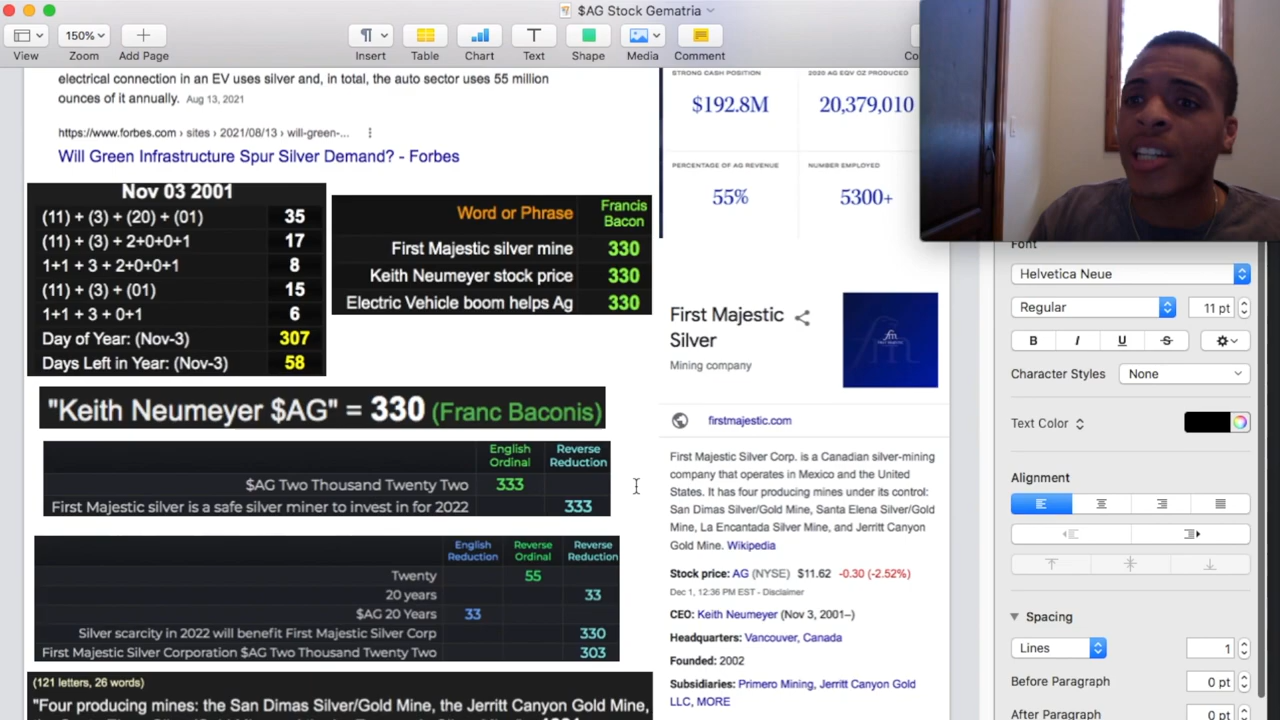 $AG Stock Gematria
150%
View
Zoom
Add Page
Insert
Table
Chart
Text
Shape
Media
Comment
electrical connection in an EV uses silver and, in total, the auto sector uses 55 million
ounces of it annually. Aug 13, 2021
https://www.forbes.com › sites › 2021/08/13 › will-green-...
Will Green Infrastructure Spur Silver Demand? - Forbes
Nov 03 2001
(11) + (3) + (20) + (01) 35
(11) + (3) + 2+0+0+1 17
1+1 + 3 + 2+0+0+1 8
(11) + (3) + (01) 15
1+1 + 3 + 0+1 6
Day of Year: (Nov-3) 307
Days Left in Year: (Nov-3) 58
Word or Phrase Francis Bacon
First Majestic silver mine 330
Keith Neumeyer stock price 330
Electric Vehicle boom helps Ag 330
"Keith Neumeyer $AG" = 330 (Franc Baconis)
English Ordinal Reverse Reduction
$AG Two Thousand Twenty Two 333
First Majestic silver is a safe silver miner to invest in for 2022 333
English Reduction Reverse Ordinal Reverse Reduction
Twenty 55
20 years 33
$AG 20 Years 33
Silver scarcity in 2022 will benefit First Majestic Silver Corp 330
First Majestic Silver Corporation $AG Two Thousand Twenty Two 303
(121 letters, 26 words)
"Four producing mines: the San Dimas Silver/Gold Mine, the Jerritt Canyon Gold Mine,
STRONG CASH POSITION
$192.8M
2020 AG EQV OZ PRODUCED
20,379,010
PERCENTAGE OF AG REVENUE
55%
NUMBER EMPLOYED
5300+
First Majestic
Silver
Mining company
fm
firstmajestic.com
First Majestic Silver Corp. is a Canadian silver-mining
company that operates in Mexico and the United
States. It has four producing mines under its control:
San Dimas Silver/Gold Mine, Santa Elena Silver/Gold
Mine, La Encantada Silver Mine, and Jerritt Canyon
Gold Mine. Wikipedia
Stock price: AG (NYSE) $11.62 -0.30 (-2.52%)
Dec 1, 12:36 PM EST - Disclaimer
CEO: Keith Neumeyer (Nov 3, 2001–)
Headquarters: Vancouver, Canada
Founded: 2002
Subsidiaries: Primero Mining, Jerritt Canyon Gold
LLC, MORE
Font
Helvetica Neue
Regular
11 pt
B I U S
Character Styles None
Text Color
Alignment
Spacing
Lines 1
Before Paragraph 0 pt
After Paragraph 0 pt